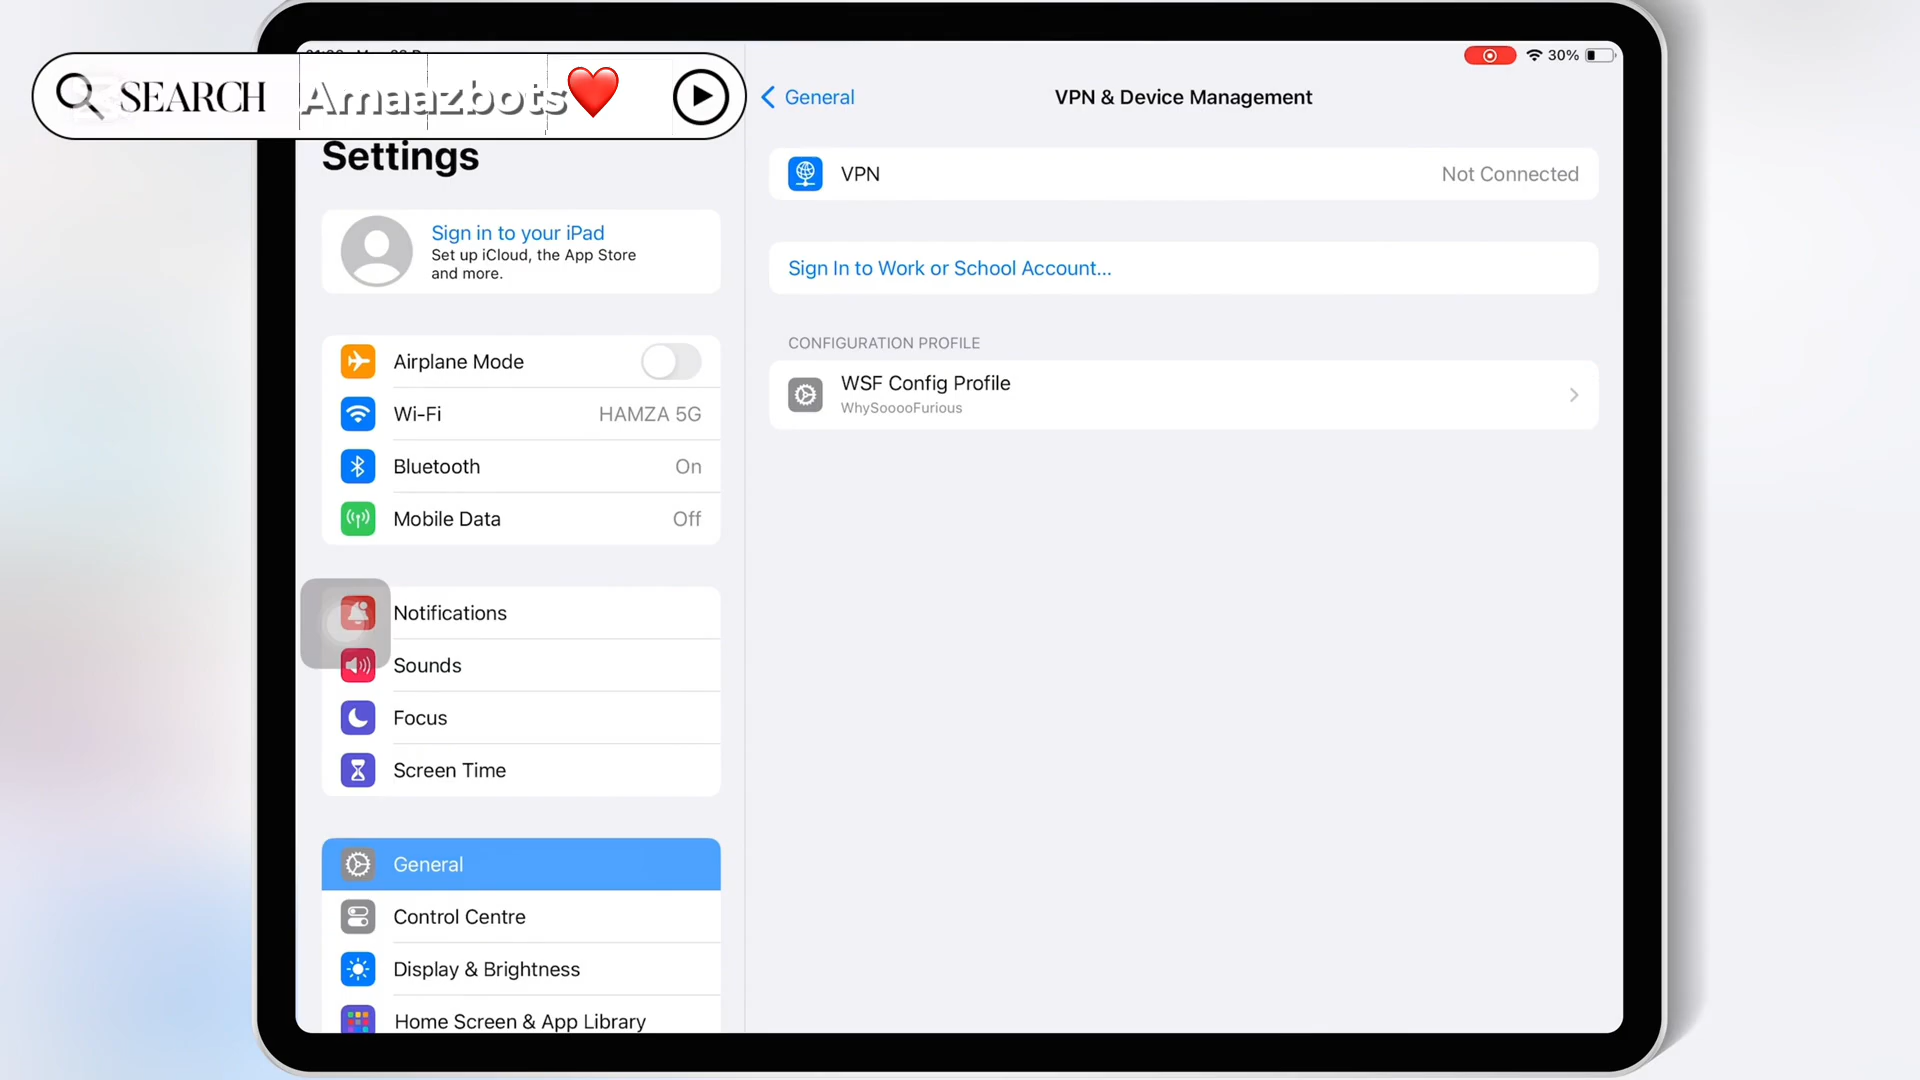 SEARCH Amaazbots
30%
Settings
Sign in to your iPad
Set up iCloud, the App Store
and more.
Airplane Mode
Wi-Fi HAMZA 5G
Bluetooth On
Mobile Data Off
Notifications
Sounds
Focus
Screen Time
General
Control Centre
Display & Brightness
Home Screen & App Library
General
VPN & Device Management
VPN Not Connected
Sign In to Work or School Account...
CONFIGURATION PROFILE
WSF Config Profile
WhySooooFurious